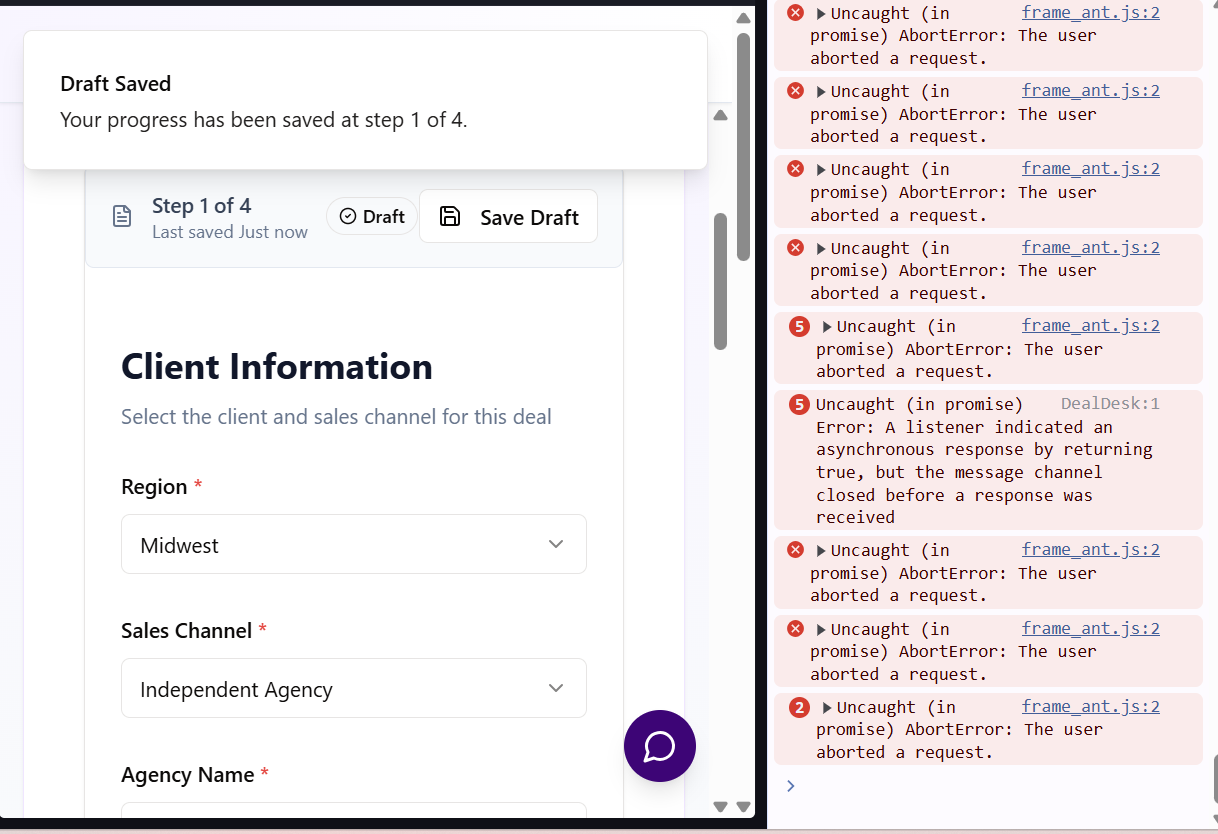 Draft Saved
Your progress has been saved at step 1 of 4.
Step 1 of 4
Last saved Just now
Draft
Save Draft
Client Information
Select the client and sales channel for this deal
Region *
Midwest
Sales Channel *
Independent Agency
Agency Name *
Uncaught (in frame_ant.js:2
promise) AbortError: The user
aborted a request.
Uncaught (in frame_ant.js:2
promise) AbortError: The user
aborted a request.
Uncaught (in frame_ant.js:2
promise) AbortError: The user
aborted a request.
Uncaught (in frame_ant.js:2
promise) AbortError: The user
aborted a request.
5 Uncaught (in frame_ant.js:2
promise) AbortError: The user
aborted a request.
5 Uncaught (in promise) DealDesk:1
Error: A listener indicated an
asynchronous response by returning
true, but the message channel
closed before a response was
received
Uncaught (in frame_ant.js:2
promise) AbortError: The user
aborted a request.
Uncaught (in frame_ant.js:2
promise) AbortError: The user
aborted a request.
2 Uncaught (in frame_ant.js:2
promise) AbortError: The user
aborted a request.